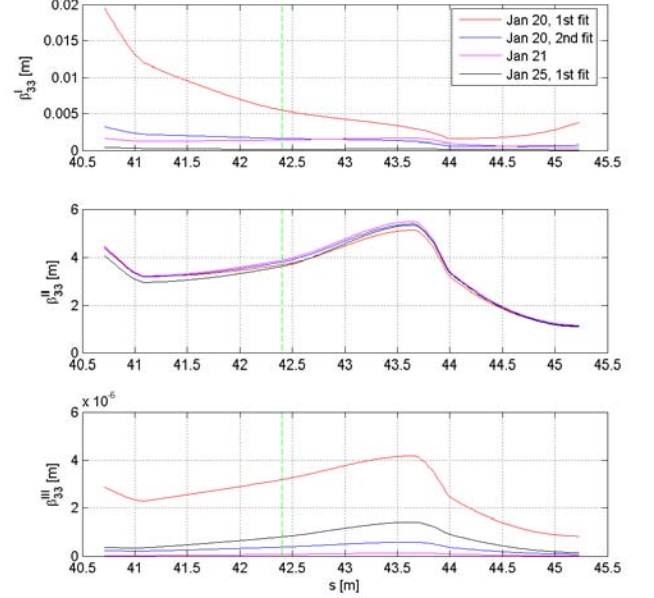 0.02
0.015
0.01
0.005
0
β^I_33 [m]
Jan 20, 1st fit
Jan 20, 2nd fit
Jan 21
Jan 25, 1st fit
40.5 41 41.5 42 42.5 43 43.5 44 44.5 45 45.5
6
4
2
0
β^II_33 [m]
40.5 41 41.5 42 42.5 43 43.5 44 44.5 45 45.5
x 10^-6
6
4
2
0
β^III_33 [m]
40.5 41 41.5 42 42.5 43 43.5 44 44.5 45 45.5
s [m]